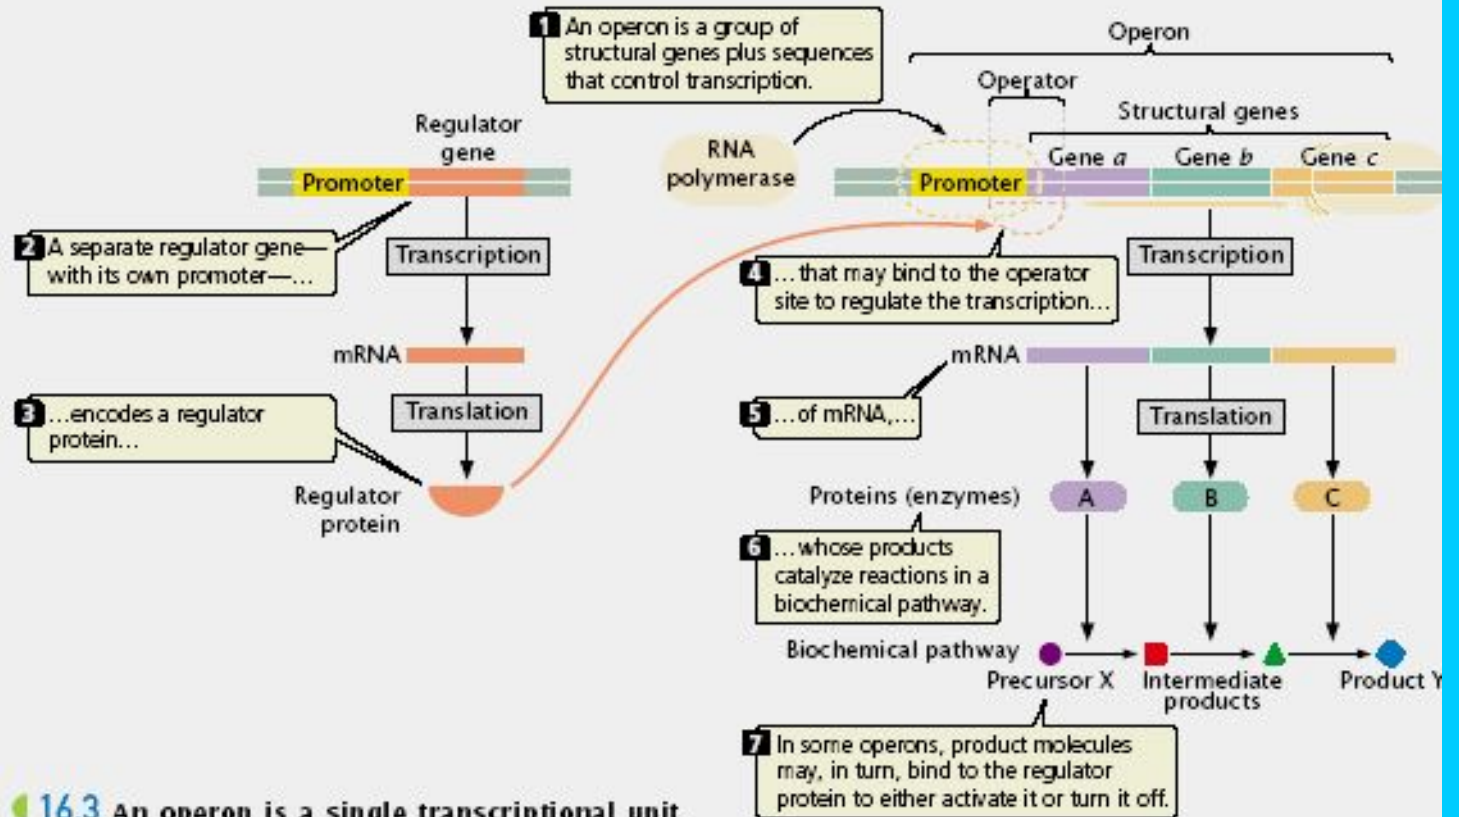 1 An operon is a group of
structural genes plus sequences
that control transcription.
Operon
Operator
Structural genes
Regulator
gene
RNA
polymerase
Gene a Gene b Gene c
Promoter
Promoter
2 A separate regulator gene—
with its own promoter—...
Transcription
4 ...that may bind to the operator
site to regulate the transcription...
Transcription
mRNA
mRNA
3 ...encodes a regulator
protein...
Translation
5 ...of mRNA,...
Translation
Regulator
protein
Proteins (enzymes)
A B C
6 ...whose products
catalyze reactions in a
biochemical pathway.
Biochemical pathway
Precursor X
Intermediate
products
Product Y
7 In some operons, product molecules
may, in turn, bind to the regulator
protein to either activate it or turn it off.
16.3 An operon is a single transcriptional unit